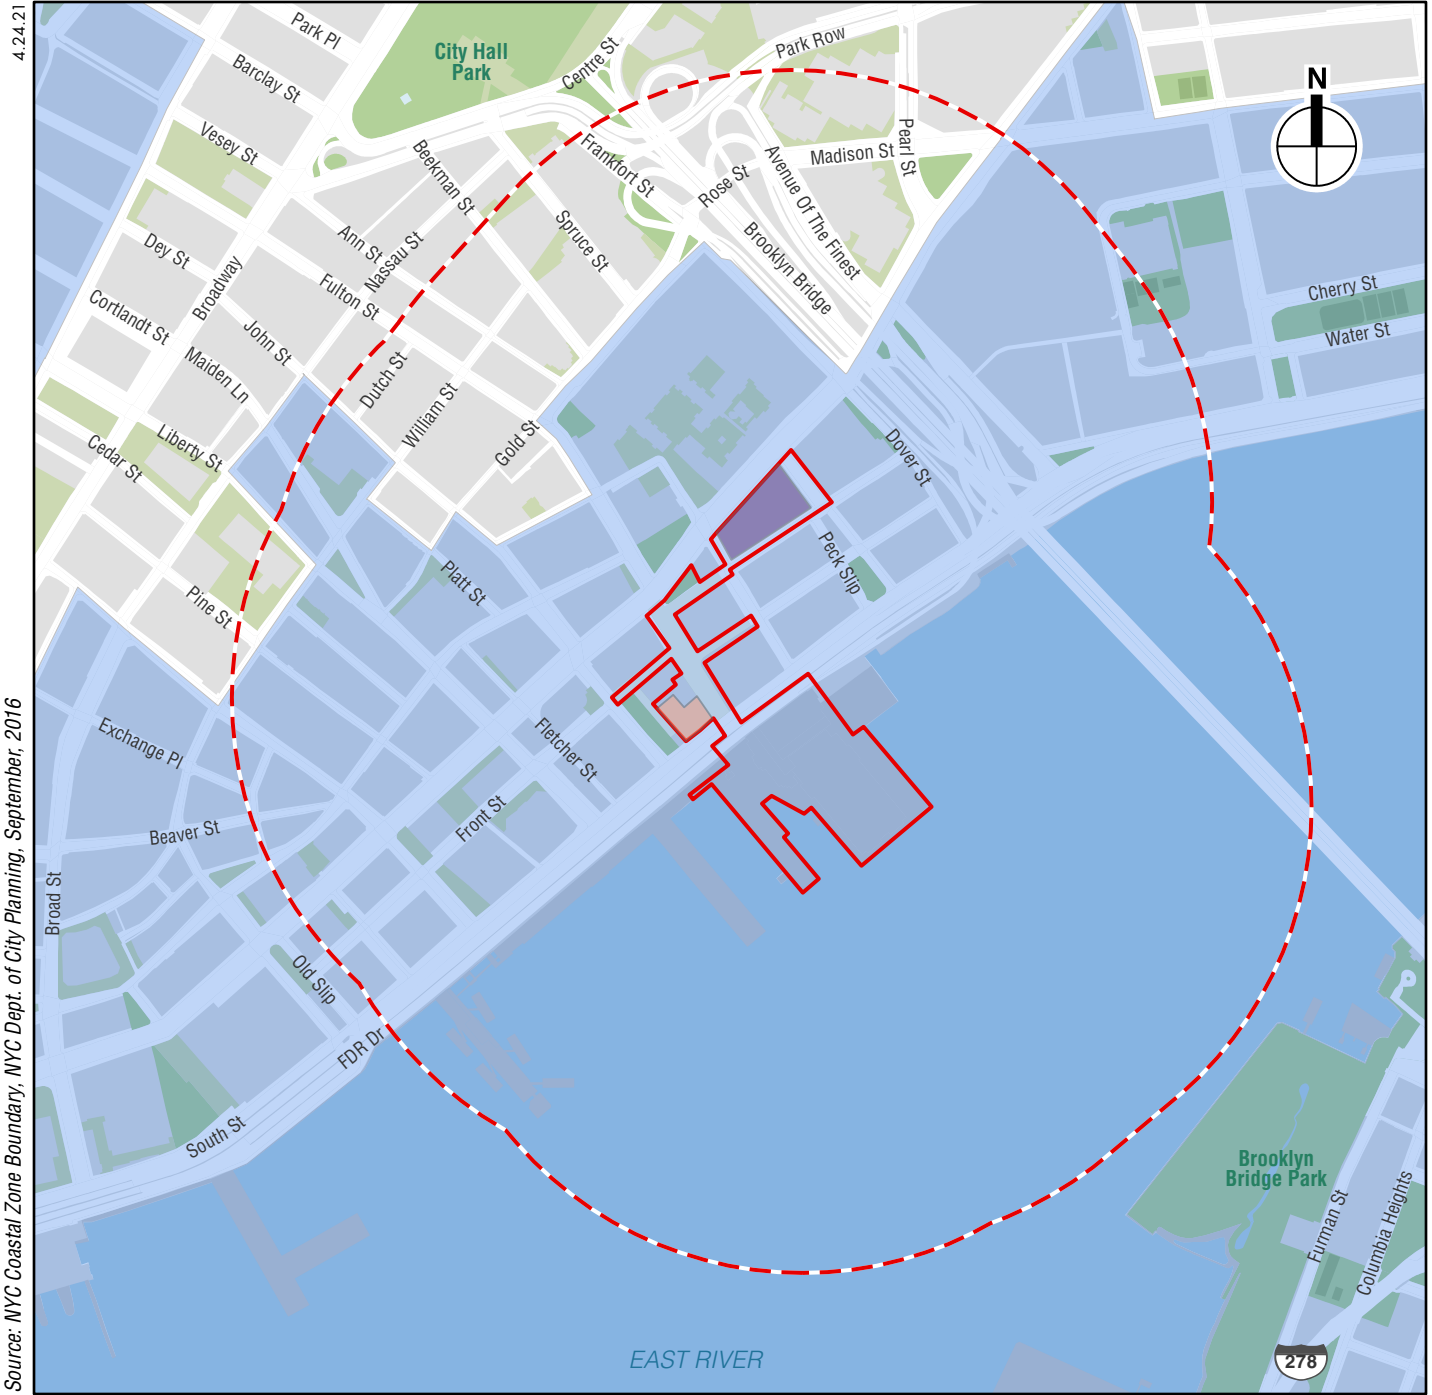 4.24.21
Source: NYC Coastal Zone Boundary, NYC Dept. of City Planning, September, 2016
Park Pl
Barclay St
Vesey St
City Hall
Park
Centre St
Park Row
N
Beekman St
Frankfort St
Rose St
Madison St
Pearl St
Avenue Of The Finest
Brooklyn Bridge
Dey St
Cortlandt St
Broadway
Ann St
Nassau St
Spruce St
Fulton St
John St
Maiden Ln
Dutch St
William St
Gold St
Cherry St
Water St
Cedar St
Liberty St
Dover St
Pine St
Platt St
Peck Slip
Exchange Pl
Fletcher St
Beaver St
Front St
Broad St
Old Slip
FDR Dr
South St
Brooklyn
Bridge Park
Furman St
Columbia Heights
EAST RIVER
278